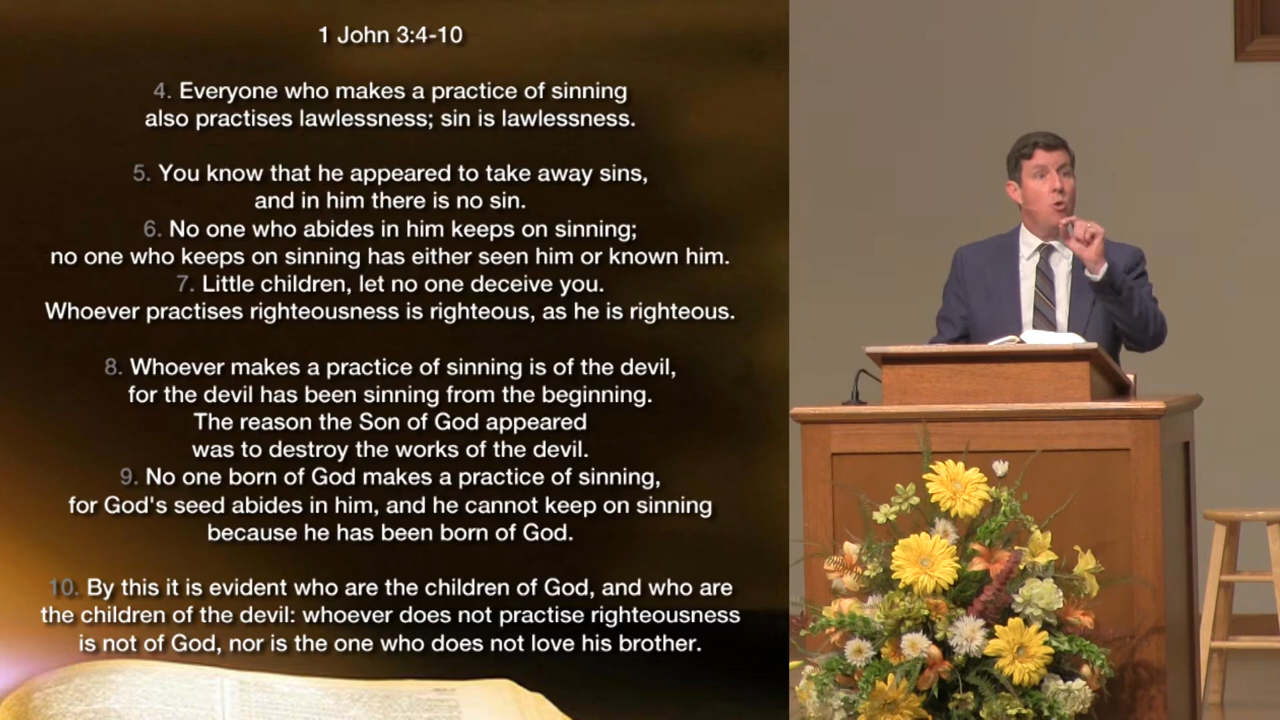 1 John 3:4-10
4. Everyone who makes a practice of sinning
also practises lawlessness; sin is lawlessness.
5. You know that he appeared to take away sins,
and in him there is no sin.
6. No one who abides in him keeps on sinning;
no one who keeps on sinning has either seen him or known him.
7. Little children, let no one deceive you.
Whoever practises righteousness is righteous, as he is righteous.
8. Whoever makes a practice of sinning is of the devil,
for the devil has been sinning from the beginning.
The reason the Son of God appeared
was to destroy the works of the devil.
9. No one born of God makes a practice of sinning,
for God's seed abides in him, and he cannot keep on sinning
because he has been born of God.
10. By this it is evident who are the children of God, and who are
the children of the devil: whoever does not practise righteousness
is not of God, nor is the one who does not love his brother.